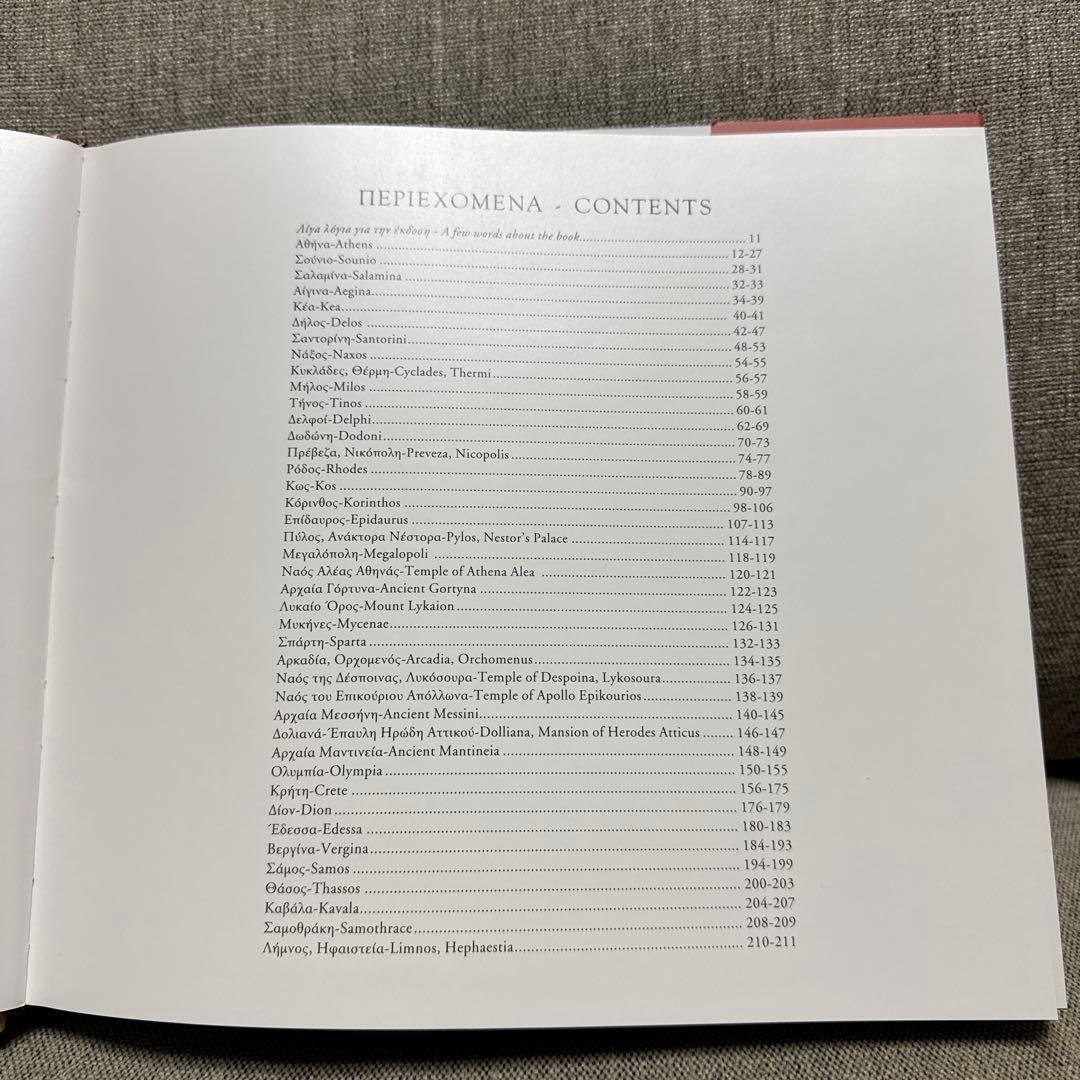 ΠΕΡΙΕΧΟΜΕΝΑ - CONTENTS
Λίγα λόγια για την έκδοση - A few words about the book.......... 11
Αθήνα-Athens .......... 12-27
Σούνιο-Sounio .......... 28-31
Σαλαμίνα-Salamina .......... 32-33
Αίγινα-Aegina.......... 34-39
Κέα-Kea.......... 40-41
Δήλος-Delos .......... 42-47
Σαντορίνη-Santorini.......... 48-53
Νάξος-Naxos .......... 54-55
Κυκλάδες, Θέρμη-Cyclades, Thermi.......... 56-57
Μήλος-Milos .......... 58-59
Τήνος-Tinos .......... 60-61
Δελφοί-Delphi.......... 62-69
Δωδώνη-Dodoni.......... 70-73
Πρέβεζα, Νικόπολη-Preveza, Nicopolis.......... 74-77
Ρόδος-Rhodes .......... 78-89
Κως-Kos .......... 90-97
Κόρινθος-Korinthos .......... 98-106
Επίδαυρος-Epidaurus .......... 107-113
Πύλος, Ανάκτορα Νέστορα-Pylos, Nestor's Palace .......... 114-117
Μεγαλόπολη-Megalopoli .......... 118-119
Ναός Αλέας Αθηνάς-Temple of Athena Alea .......... 120-121
Αρχαία Γόρτυνα-Ancient Gortyna .......... 122-123
Λυκαίο Όρος-Mount Lykaion.......... 124-125
Μυκήνες-Mycenae.......... 126-131
Σπάρτη-Sparta .......... 132-133
Αρκαδία, Ορχομενός-Arcadia, Orchomenus.......... 134-135
Ναός της Δέσποινας, Λυκόσουρα-Temple of Despoina, Lykosoura.......... 136-137
Ναός του Επικούριου Απόλλωνα-Temple of Apollo Epikourios.......... 138-139
Αρχαία Μεσσήνη-Ancient Messini.......... 140-145
Δολιανά-Έπαυλη Ηρώδη Αττικού-Dolliana, Mansion of Herodes Atticus ........ 146-147
Αρχαία Μαντινεία-Ancient Mantineia .......... 148-149
Ολυμπία-Olympia .......... 150-155
Κρήτη-Crete .......... 156-175
Δίον-Dion .......... 176-179
Έδεσσα-Edessa .......... 180-183
Βεργίνα-Vergina.......... 184-193
Σάμος-Samos .......... 194-199
Θάσος-Thassos .......... 200-203
Καβάλα-Kavala.......... 204-207
Σαμοθράκη-Samothrace.......... 208-209
Λήμνος, Ηφαιστεία-Limnos, Hephaestia.......... 210-211